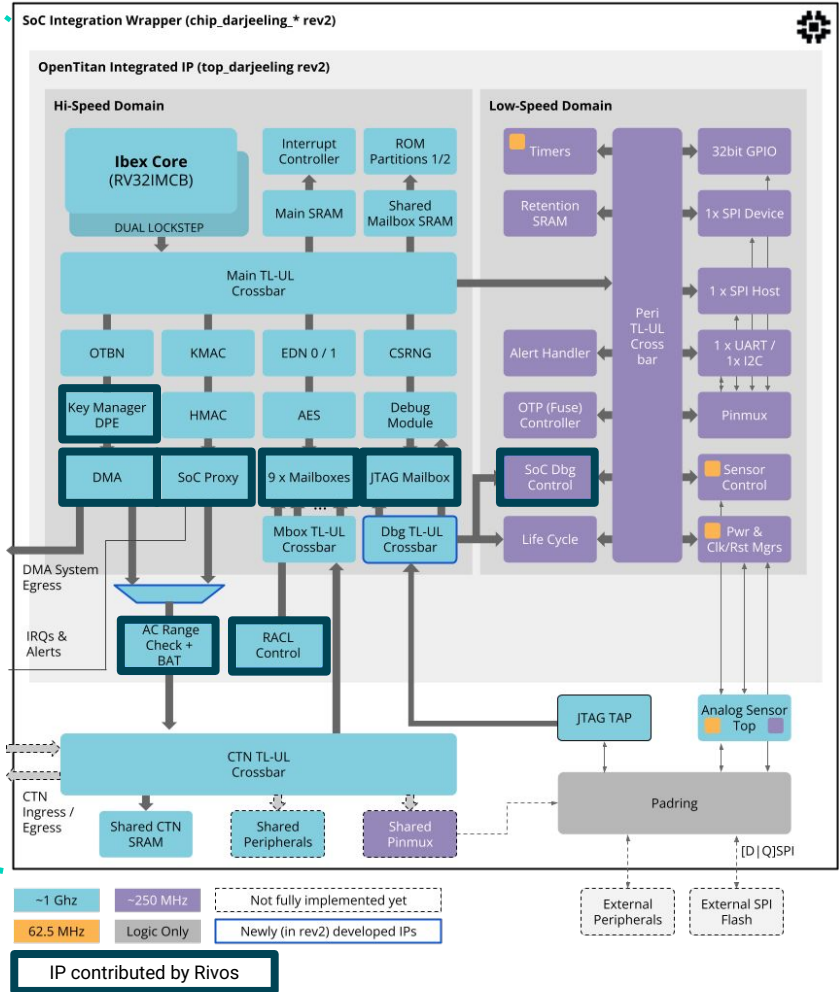 SoC Integration Wrapper (chip_darjeeling_* rev2)
OpenTitan Integrated IP (top_darjeeling rev2)
Hi-Speed Domain
Ibex Core
(RV32IMCB)
DUAL LOCKSTEP
Interrupt
Controller
ROM
Partitions 1/2
Main SRAM
Shared
Mailbox SRAM
Main TL-UL
Crossbar
OTBN
KMAC
EDN 0 / 1
CSRNG
Key Manager
DPE
HMAC
AES
Debug
Module
DMA
SoC Proxy
9 x Mailboxes
JTAG Mailbox
...
Mbox TL-UL
Crossbar
Dbg TL-UL
Crossbar
DMA System
Egress
IRQs &
Alerts
AC Range
Check +
BAT
RACL
Control
Low-Speed Domain
Timers
32bit GPIO
Retention
SRAM
1x SPI Device
1 x SPI Host
Peri
TL-UL
Cross
bar
Alert Handler
1 x UART /
1x I2C
OTP (Fuse)
Controller
Pinmux
SoC Dbg
Control
Sensor
Control
Life Cycle
Pwr &
Clk/Rst Mgrs
JTAG TAP
Analog Sensor
Top
CTN TL-UL
Crossbar
CTN
Ingress /
Egress
Shared CTN
SRAM
Shared
Peripherals
Shared
Pinmux
Padring
[D|Q]SPI
External
Peripherals
External SPI
Flash
~1 Ghz
~250 MHz
Not fully implemented yet
62.5 MHz
Logic Only
Newly (in rev2) developed IPs
IP contributed by Rivos